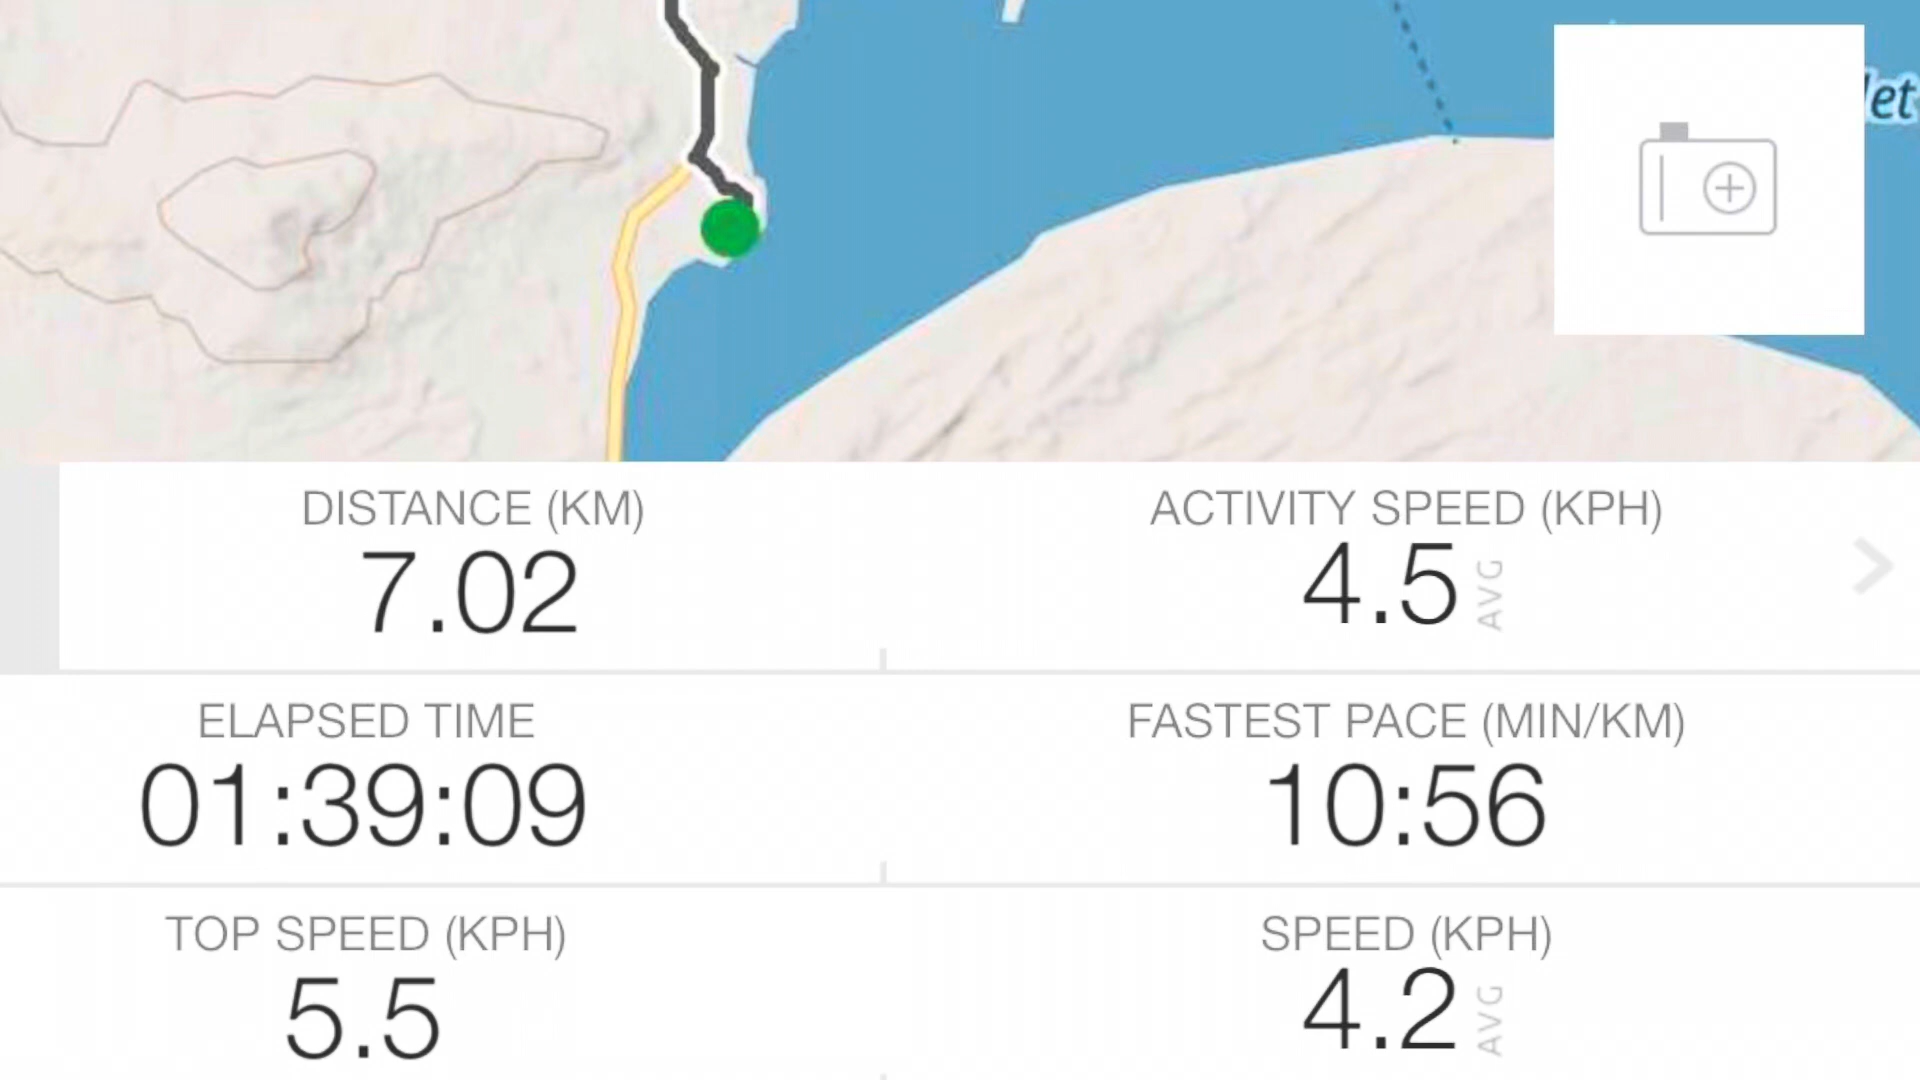 let
DISTANCE (KM)
7.02
ACTIVITY SPEED (KPH)
4.5 AVG
ELAPSED TIME
01:39:09
FASTEST PACE (MIN/KM)
10:56
TOP SPEED (KPH)
5.5
SPEED (KPH)
4.2 AVG